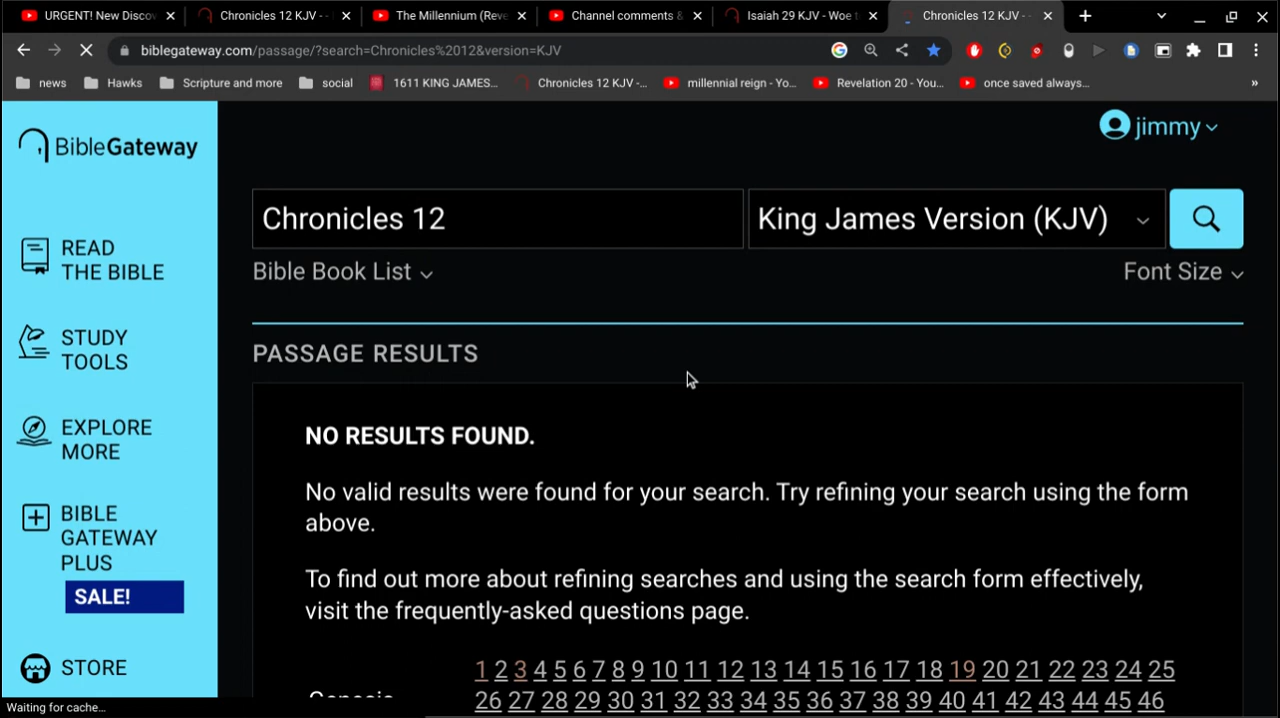 URGENT! New Discov
Chronicles 12 KJV - -
The Millennium (Reve
Channel comments &
Isaiah 29 KJV - Woe t
Chronicles 12 KJV - -
biblegateway.com/passage/?search=Chronicles%2012&version=KJV
news
Hawks
Scripture and more
social
1611 KING JAMES...
Chronicles 12 KJV -...
millennial reign - Yo...
Revelation 20 - You...
once saved always...
»
BibleGateway
jimmy
Chronicles 12
King James Version (KJV)
Bible Book List
Font Size
READ
THE BIBLE
STUDY
TOOLS
EXPLORE
MORE
BIBLE
GATEWAY
PLUS
SALE!
STORE
PASSAGE RESULTS
NO RESULTS FOUND.
No valid results were found for your search. Try refining your search using the form
above.
To find out more about refining searches and using the search form effectively,
visit the frequently-asked questions page.
Genesis
1 2 3 4 5 6 7 8 9 10 11 12 13 14 15 16 17 18 19 20 21 22 23 24 25
26 27 28 29 30 31 32 33 34 35 36 37 38 39 40 41 42 43 44 45 46
Waiting for cache...